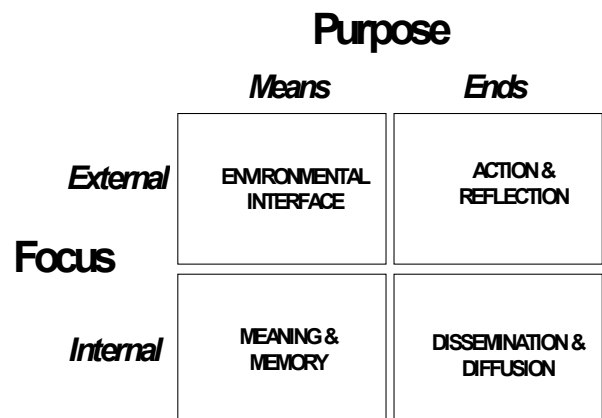 Purpose
Means Ends
External
ENVIRONMENTAL
INTERFACE
ACTION &
REFLECTION
Focus
Internal
MEANING &
MEMORY
DISSEMINATION &
DIFFUSION